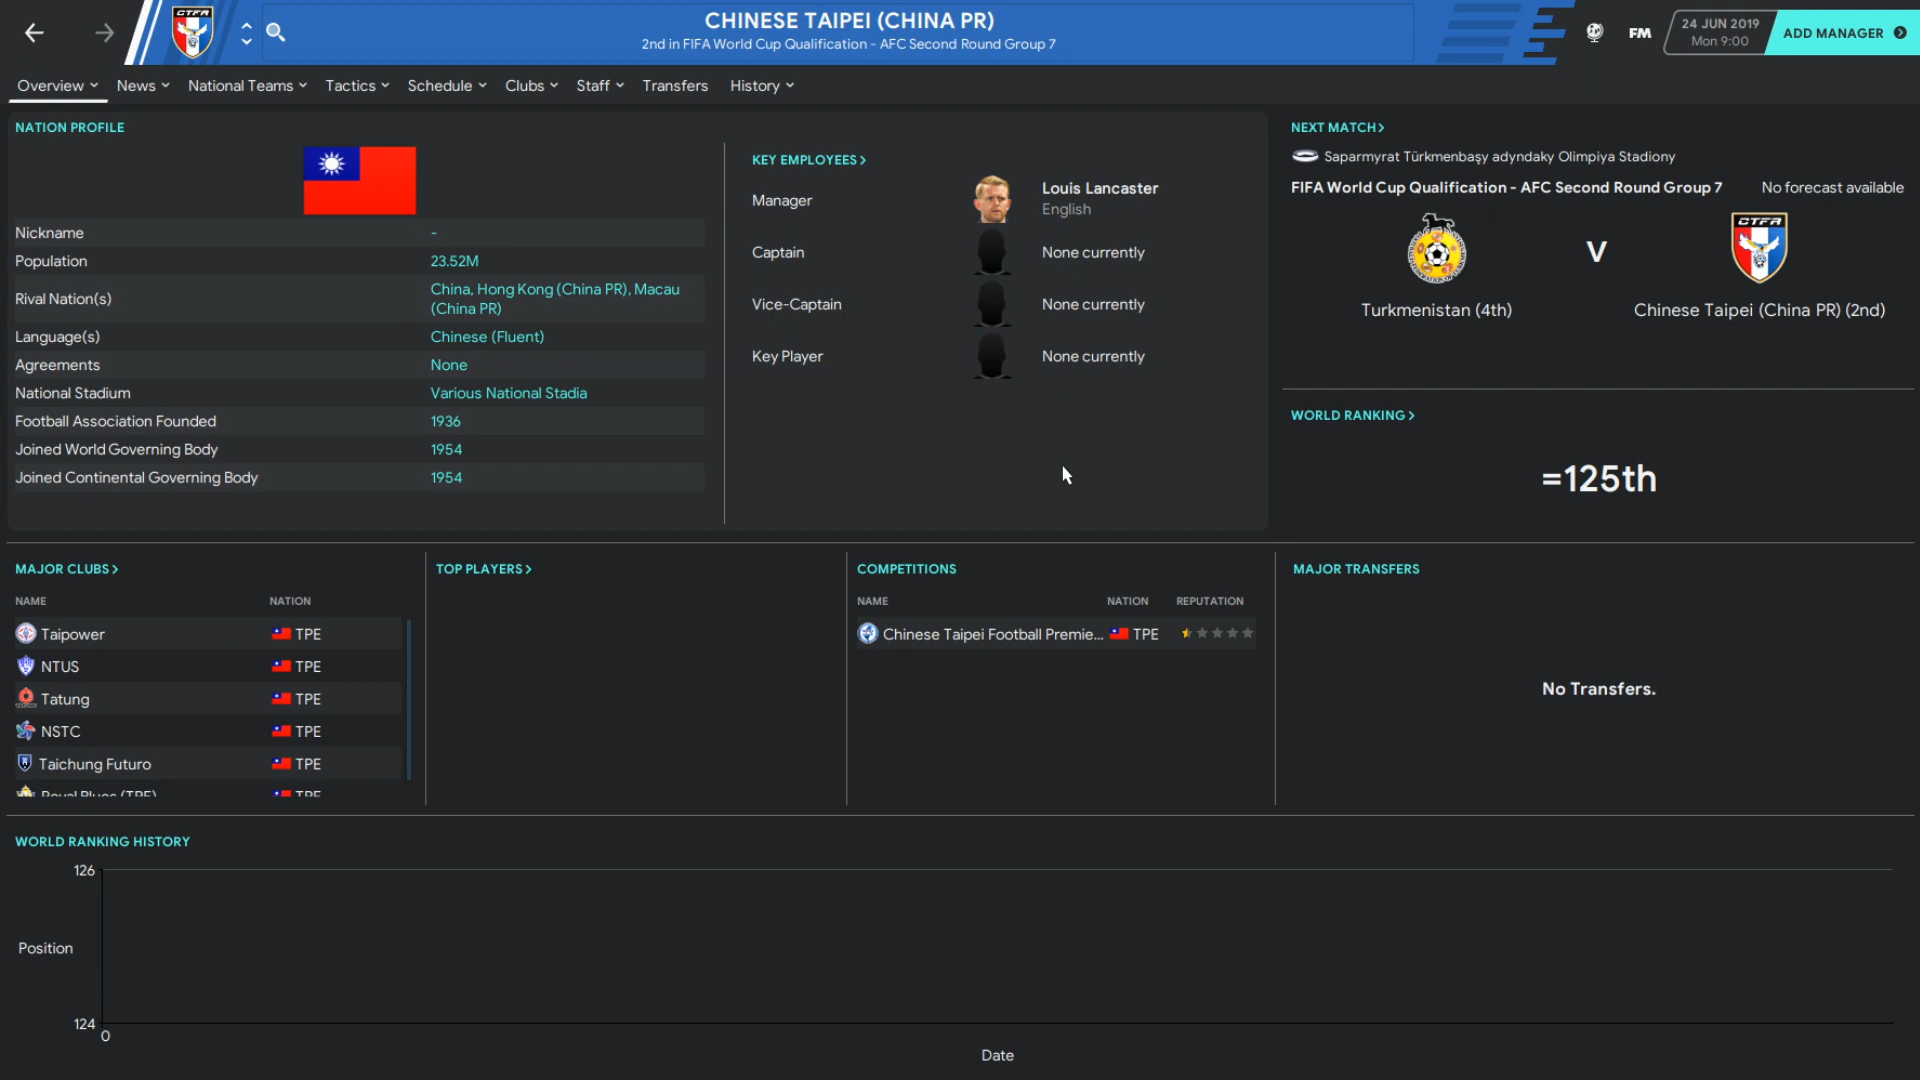 CHINESE TAIPEI (CHINA PR)
2nd in FIFA World Cup Qualification - AFC Second Round Group 7
CTFA
FM
24 JUN 2019
Mon 9:00
ADD MANAGER
Overview
News
National Teams
Tactics
Schedule
Clubs
Staff
Transfers
History
NATION PROFILE
Nickname -
Population 23.52M
Rival Nation(s) China, Hong Kong (China PR), Macau
(China PR)
Language(s) Chinese (Fluent)
Agreements None
National Stadium Various National Stadia
Football Association Founded 1936
Joined World Governing Body 1954
Joined Continental Governing Body 1954
KEY EMPLOYEES
Manager Louis Lancaster
English
Captain None currently
Vice-Captain None currently
Key Player None currently
NEXT MATCH
Saparmyrat Türkmenbaşy adyndaky Olimpiya Stadiony
FIFA World Cup Qualification - AFC Second Round Group 7 No forecast available
CTFA
V
Turkmenistan (4th) Chinese Taipei (China PR) (2nd)
WORLD RANKING
=125th
MAJOR CLUBS
NAME NATION
Taipower TPE
NTUS TPE
Tatung TPE
NSTC TPE
Taichung Futuro TPE
Royal Blues (TPE) TPE
TOP PLAYERS
COMPETITIONS
NAME NATION REPUTATION
Chinese Taipei Football Premie... TPE
MAJOR TRANSFERS
No Transfers.
WORLD RANKING HISTORY
126
Position
124
0
Date